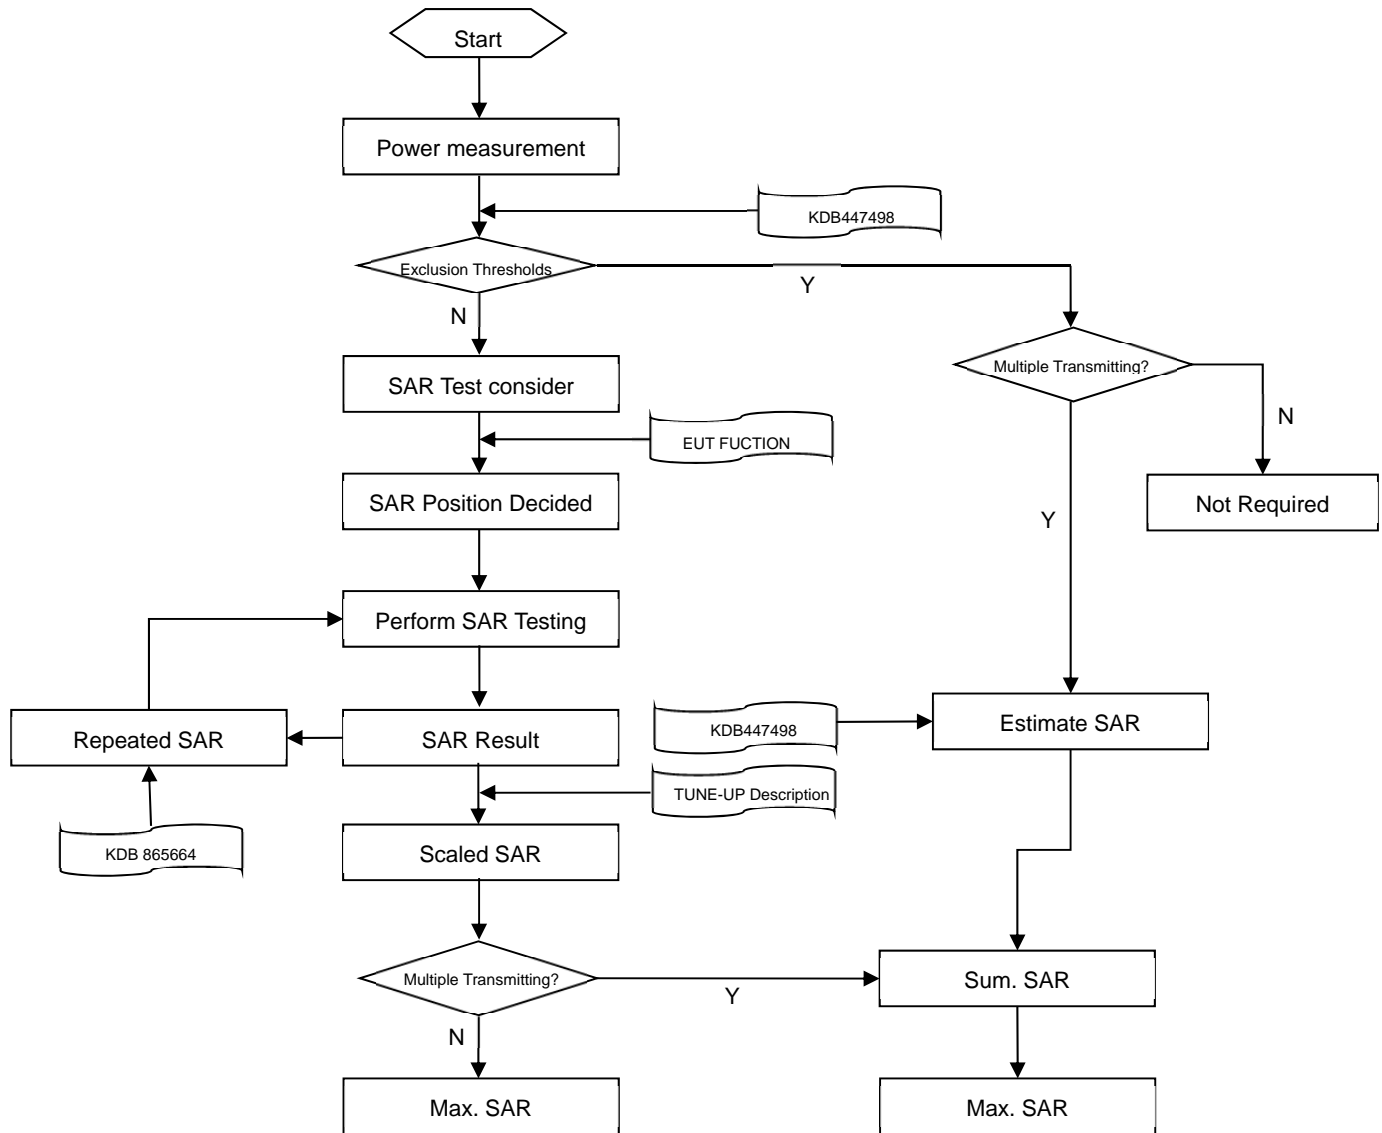 Start
Power measurement
KDB447498
Exclusion Thresholds
Y
N
Multiple Transmitting?
SAR Test consider
N
EUT FUCTION
SAR Position Decided
Not Required
Y
Perform SAR Testing
Repeated SAR
SAR Result
KDB447498
Estimate SAR
TUNE-UP Description
KDB 865664
Scaled SAR
Multiple Transmitting?
Y
Sum. SAR
N
Max. SAR
Max. SAR